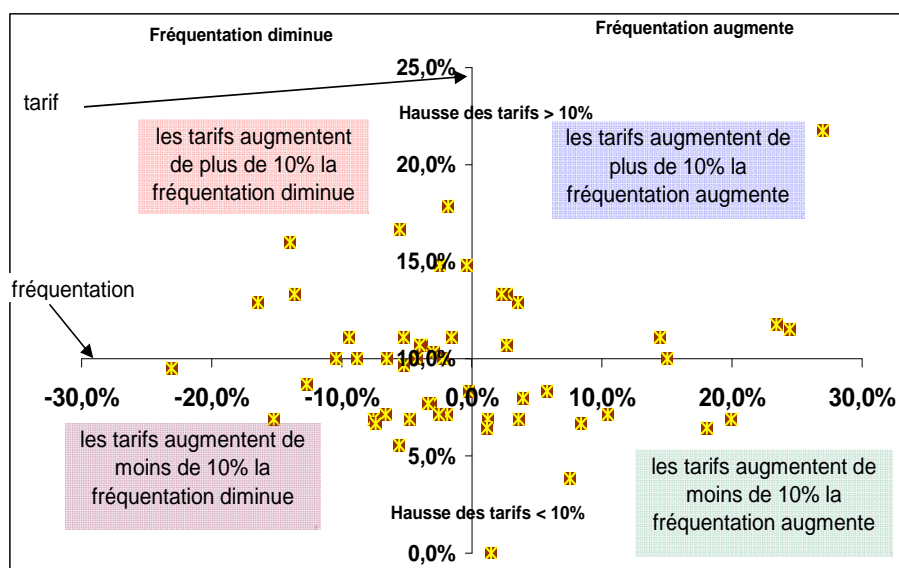 Fréquentation diminue
Fréquentation augmente
25,0%
tarif
Hausse des tarifs > 10%
les tarifs augmentent
de plus de 10% la
fréquentation diminue
20,0%
les tarifs augmentent de
plus de 10% la
fréquentation augmente
15,0%
fréquentation
10,0%
-30,0%
-20,0%
-10,0%
0,0%
10,0%
20,0%
30,0%
les tarifs augmentent de
moins de 10% la
fréquentation diminue
5,0%
les tarifs augmentent de
moins de 10% la
fréquentation augmente
Hausse des tarifs < 10%
0,0%